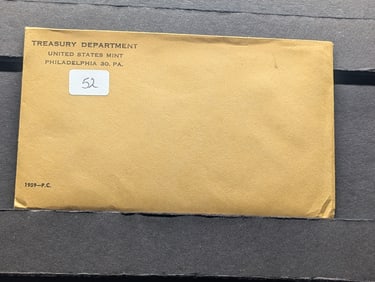 TREASURY DEPARTMENT
UNITED STATES MINT
PHILADELPHIA 30, PA.
52
1959—P.C.